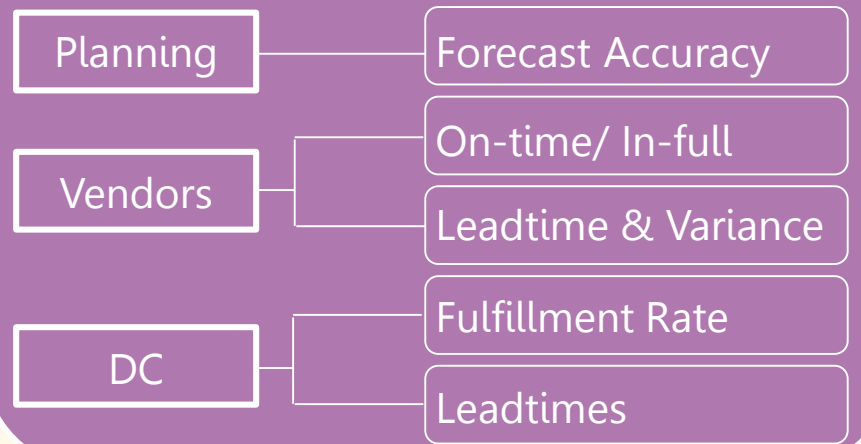 Planning
Forecast Accuracy
Vendors
On-time/ In-full
Leadtime & Variance
DC
Fulfillment Rate
Leadtimes